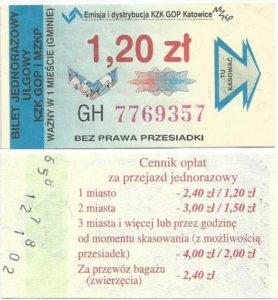 Emisja i dystrybucja KZK GOP Katowice
BILET JEDNORAZOWY
ULGOWY
KZK GOP i MZKP
WAŻNY W 1 MIEŚCIE (GMINIE)
1,20 zł
TU
KASOWAĆ
GH 7769357
BEZ PRAWA PRZESIADKI
Cennik opłat
za przejazd jednorazowy
1 miasto - 2,40 zł / 1,20 zł
2 miasta - 3,00 zł / 1,50 zł
3 miasta i więcej lub przez godzinę
od momentu skasowania (z możliwością
przesiadek) - 4,00 zł / 2,00 zł
Za przewóz bagażu
(zwierzęcia) - 2,40 zł